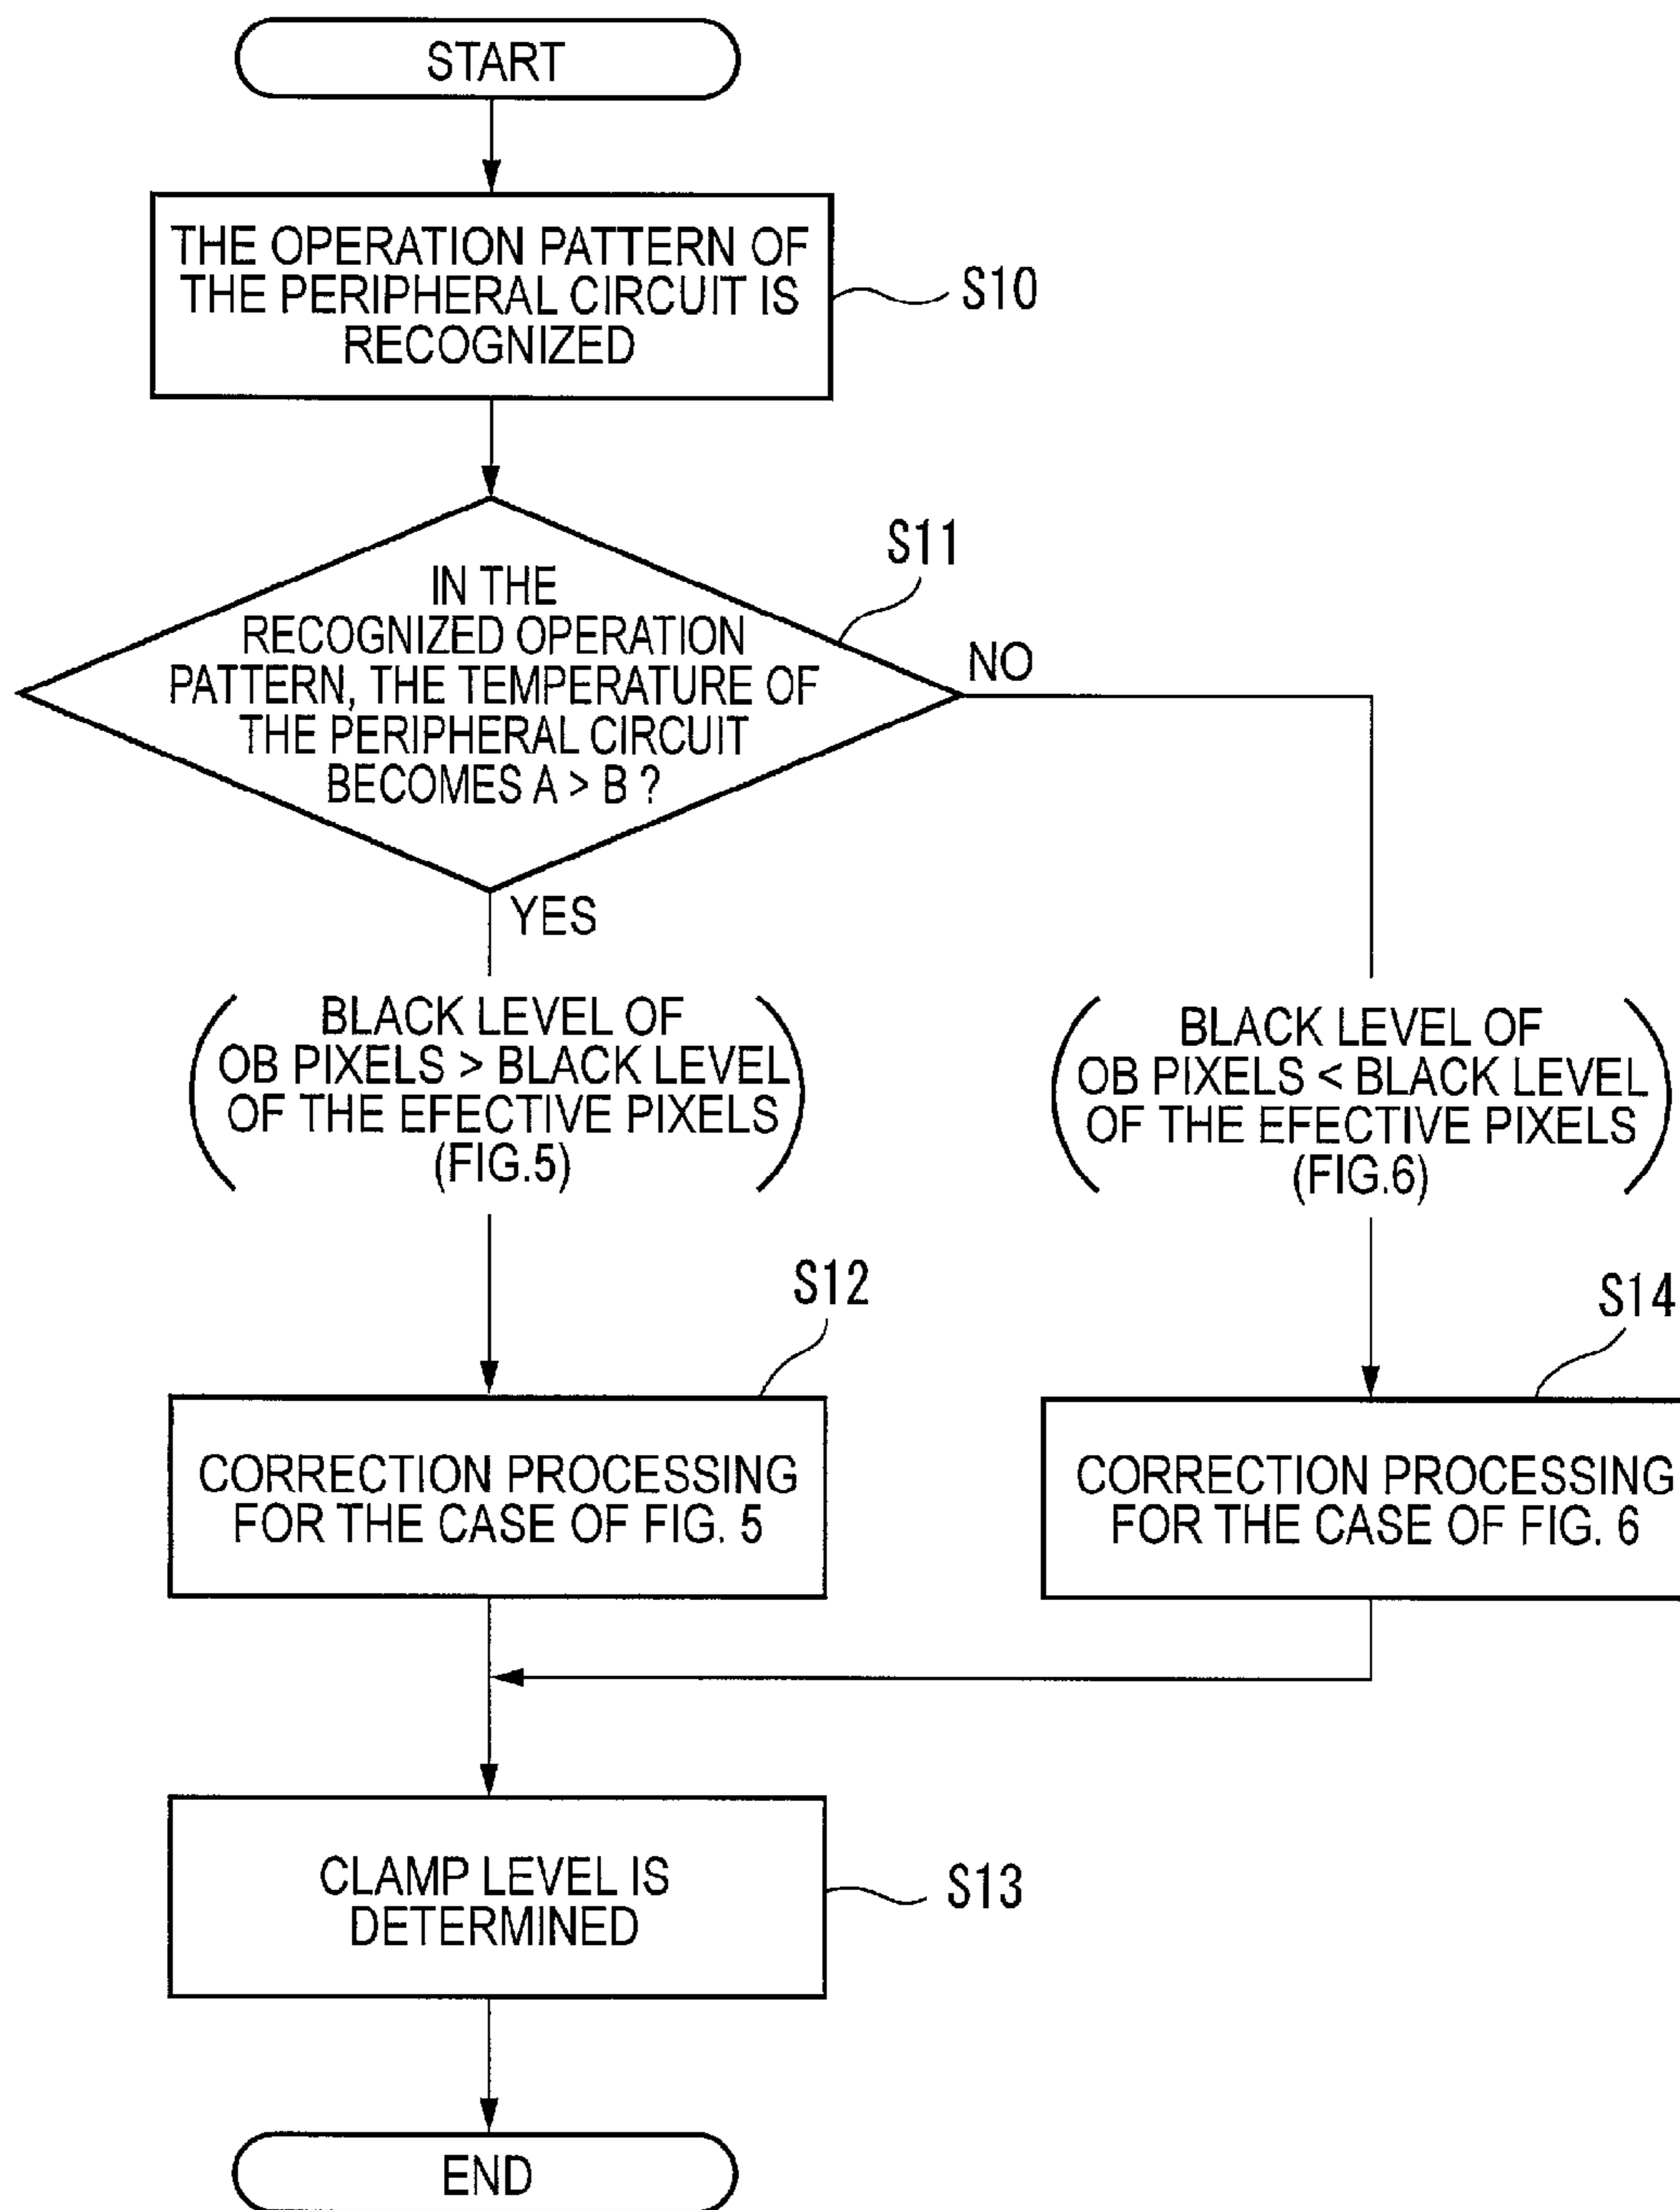 START
THE OPERATION PATTERN OF
THE PERIPHERAL CIRCUIT IS
RECOGNIZED
S10
S11
IN THE
RECOGNIZED OPERATION
PATTERN, THE TEMPERATURE OF
THE PERIPHERAL CIRCUIT
BECOMES A > B ?
NO
YES
BLACK LEVEL OF
OB PIXELS > BLACK LEVEL
OF THE EFECTIVE PIXELS
(FIG.5)
BLACK LEVEL OF
OB PIXELS < BLACK LEVEL
OF THE EFECTIVE PIXELS
(FIG.6)
S12
S14
CORRECTION PROCESSING
FOR THE CASE OF FIG. 5
CORRECTION PROCESSING
FOR THE CASE OF FIG. 6
CLAMP LEVEL IS
DETERMINED
S13
END